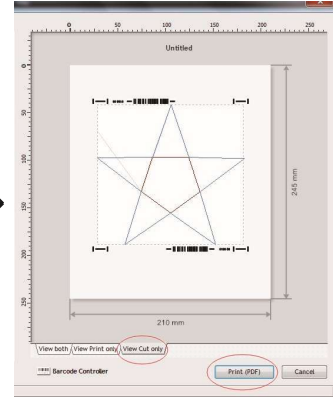 0 50 100 150 200 250
Untitled
0
50
100
150
200
250
245 mm
210 mm
View both View Print only View Cut only
Barcode Controller Print (PDF) Cancel